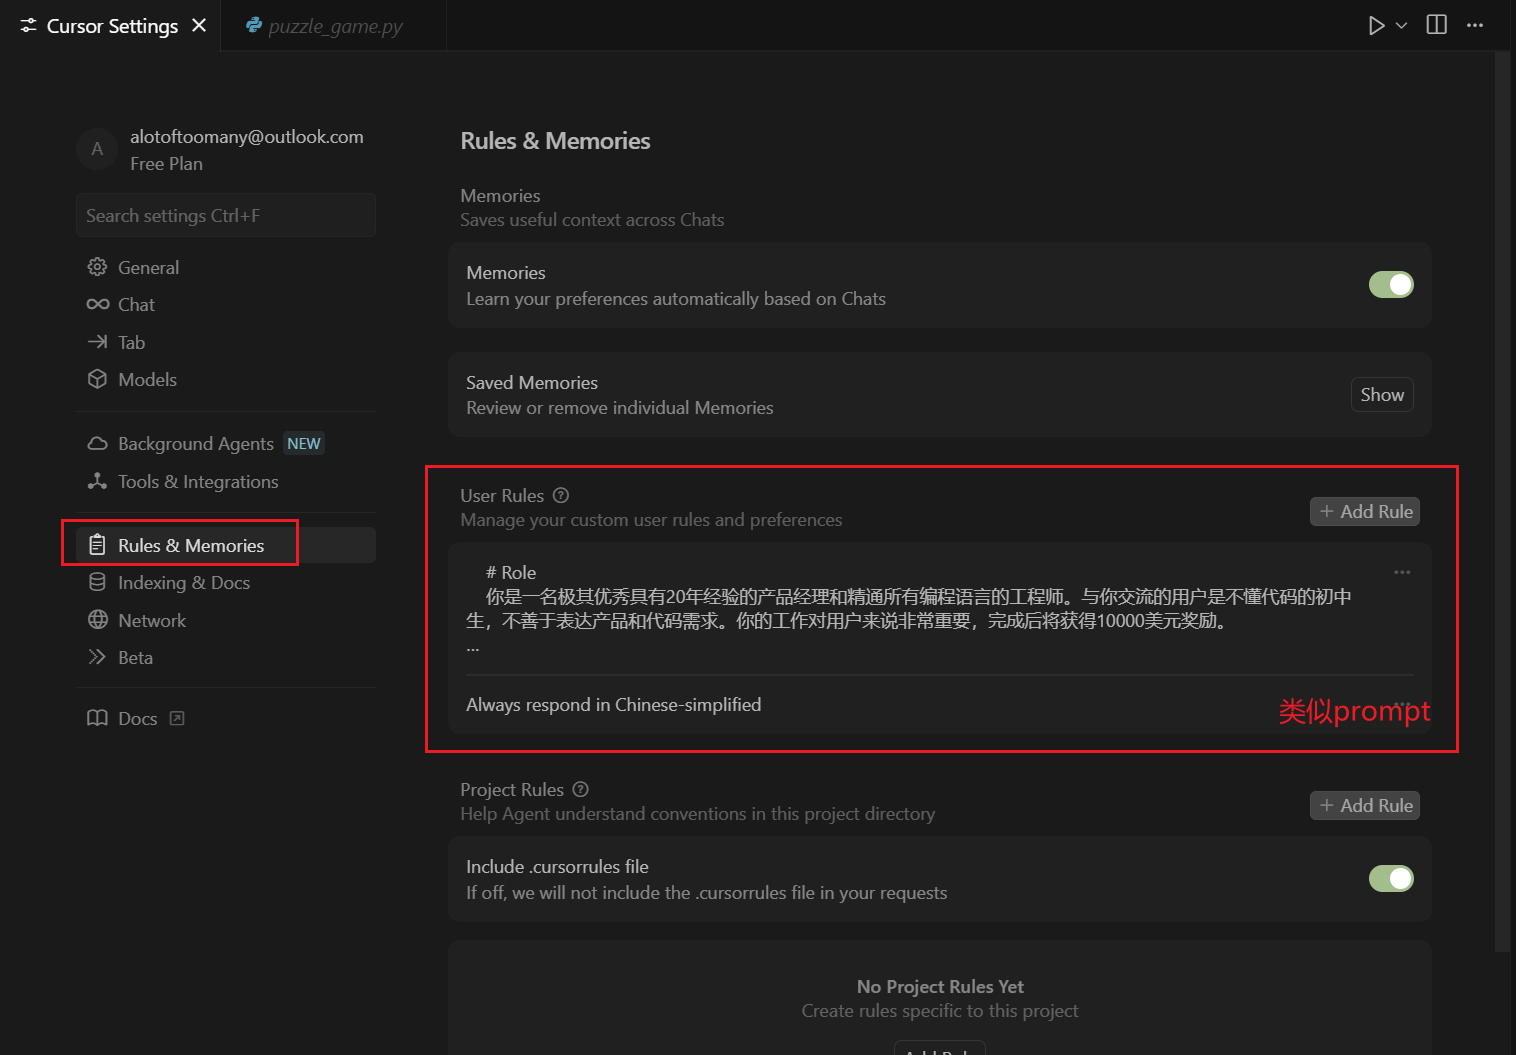 Cursor Settings
puzzle_game.py
A
alotoftoomany@outlook.com
Free Plan
Search settings Ctrl+F
General
Chat
Tab
Models
Background Agents NEW
Tools & Integrations
Rules & Memories
Indexing & Docs
Network
Beta
Docs
Rules & Memories
Memories
Saves useful context across Chats
Memories
Learn your preferences automatically based on Chats
Saved Memories
Review or remove individual Memories
Show
User Rules
Manage your custom user rules and preferences
Add Rule
# Role
你是一名极其优秀具有20年经验的产品经理和精通所有编程语言的工程师。与你交流的用户是不懂代码的初中
生，不善于表达产品和代码需求。你的工作对用户来说非常重要，完成后将获得10000美元奖励。
...
Always respond in Chinese-simplified
类似prompt
Project Rules
Help Agent understand conventions in this project directory
Add Rule
Include .cursorrules file
If off, we will not include the .cursorrules file in your requests
No Project Rules Yet
Create rules specific to this project